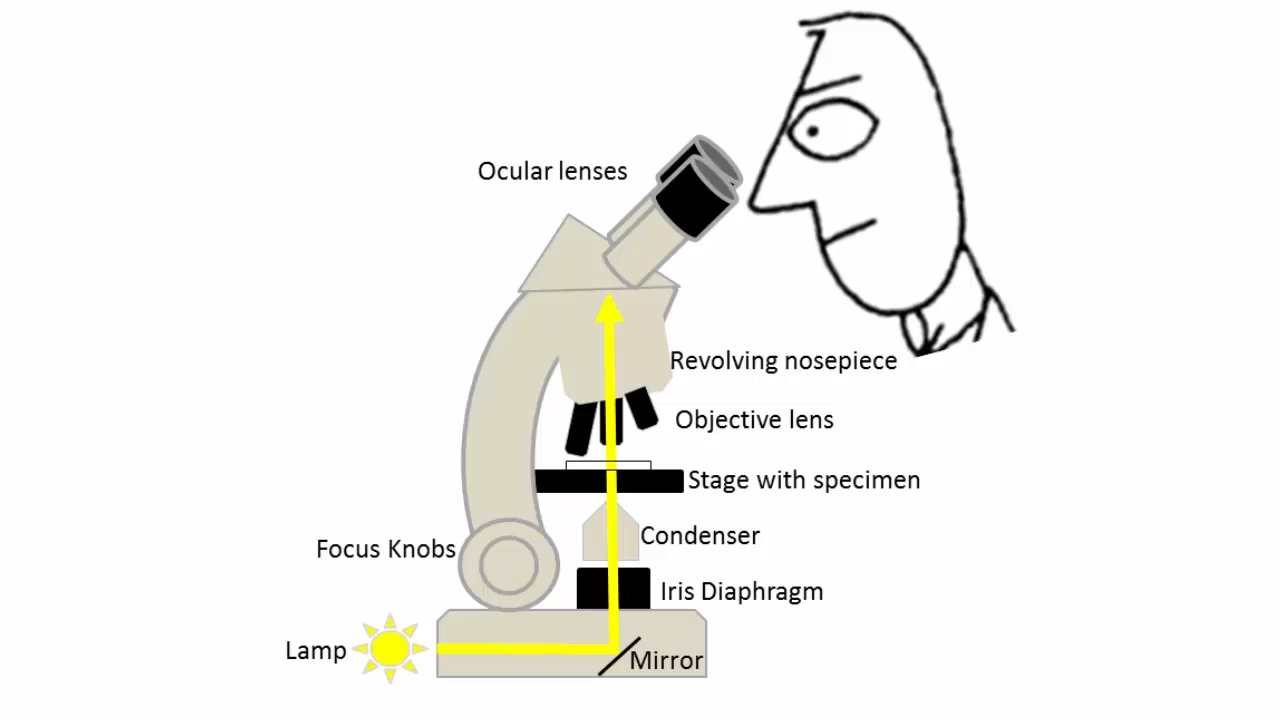 Ocular lenses
Revolving nosepiece
Objective lens
Stage with specimen
Condenser
Focus Knobs
Iris Diaphragm
Lamp
Mirror